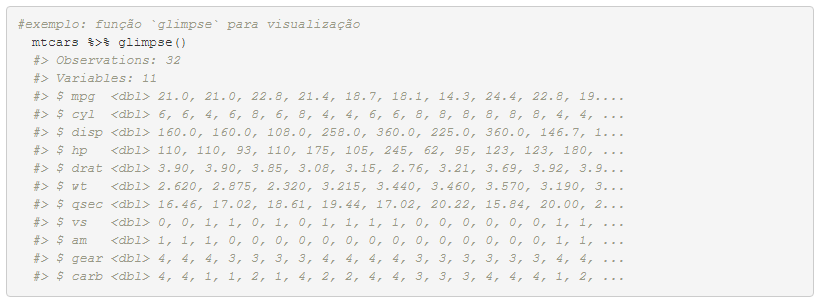 #exemplo: função `glimpse` para visualização
mtcars %>% glimpse()
#> Observations: 32
#> Variables: 11
#> $ mpg  <dbl> 21.0, 21.0, 22.8, 21.4, 18.7, 18.1, 14.3, 24.4, 22.8, 19....
#> $ cyl  <dbl> 6, 6, 4, 6, 8, 6, 8, 4, 4, 6, 6, 8, 8, 8, 8, 8, 8, 4, 4, ...
#> $ disp <dbl> 160.0, 160.0, 108.0, 258.0, 360.0, 225.0, 360.0, 146.7, 1...
#> $ hp   <dbl> 110, 110, 93, 110, 175, 105, 245, 62, 95, 123, 123, 180, ...
#> $ drat <dbl> 3.90, 3.90, 3.85, 3.08, 3.15, 2.76, 3.21, 3.69, 3.92, 3.9...
#> $ wt   <dbl> 2.620, 2.875, 2.320, 3.215, 3.440, 3.460, 3.570, 3.190, 3...
#> $ qsec <dbl> 16.46, 17.02, 18.61, 19.44, 17.02, 20.22, 15.84, 20.00, 2...
#> $ vs   <dbl> 0, 0, 1, 1, 0, 1, 0, 1, 1, 1, 1, 0, 0, 0, 0, 0, 0, 1, 1, ...
#> $ am   <dbl> 1, 1, 1, 0, 0, 0, 0, 0, 0, 0, 0, 0, 0, 0, 0, 0, 0, 1, 1, ...
#> $ gear <dbl> 4, 4, 4, 3, 3, 3, 3, 4, 4, 4, 4, 3, 3, 3, 3, 3, 3, 4, 4, ...
#> $ carb <dbl> 4, 4, 1, 1, 2, 1, 4, 2, 2, 4, 4, 3, 3, 3, 4, 4, 4, 1, 2, ...